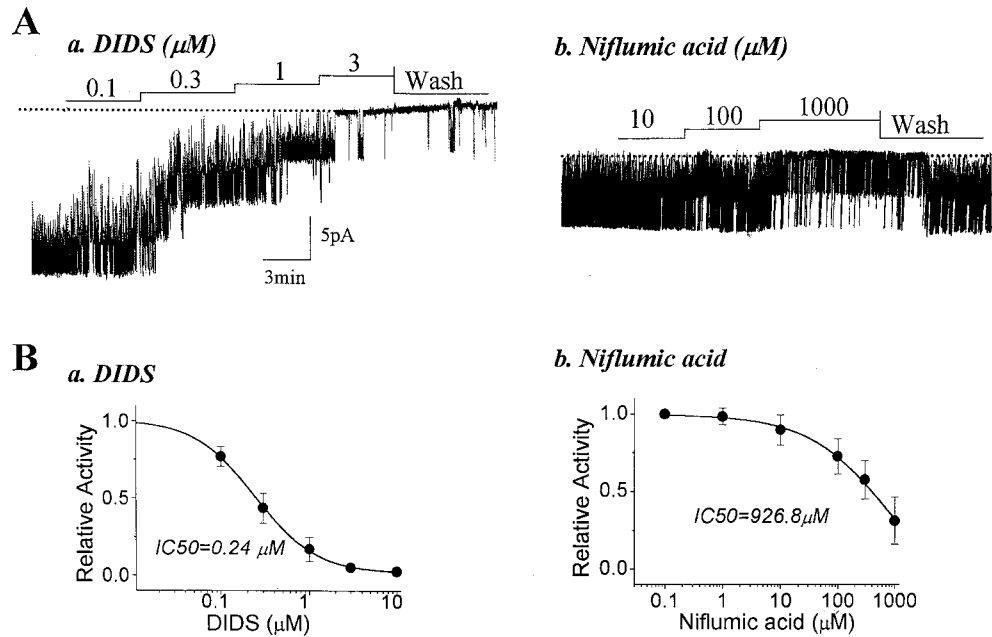 A
a. DIDS (μM)
0.1
0.3
1
3
Wash
5pA
3min
b. Niflumic acid (μM)
10
100
1000
Wash
B
a. DIDS
Relative Activity
1.0
0.5
0.0
IC50=0.24 μM
0.1
1
10
DIDS (μM)
b. Niflumic acid
Relative Activity
1.0
0.5
0.0
IC50=926.8μM
0.1
1
10
100
1000
Niflumic acid (μM)